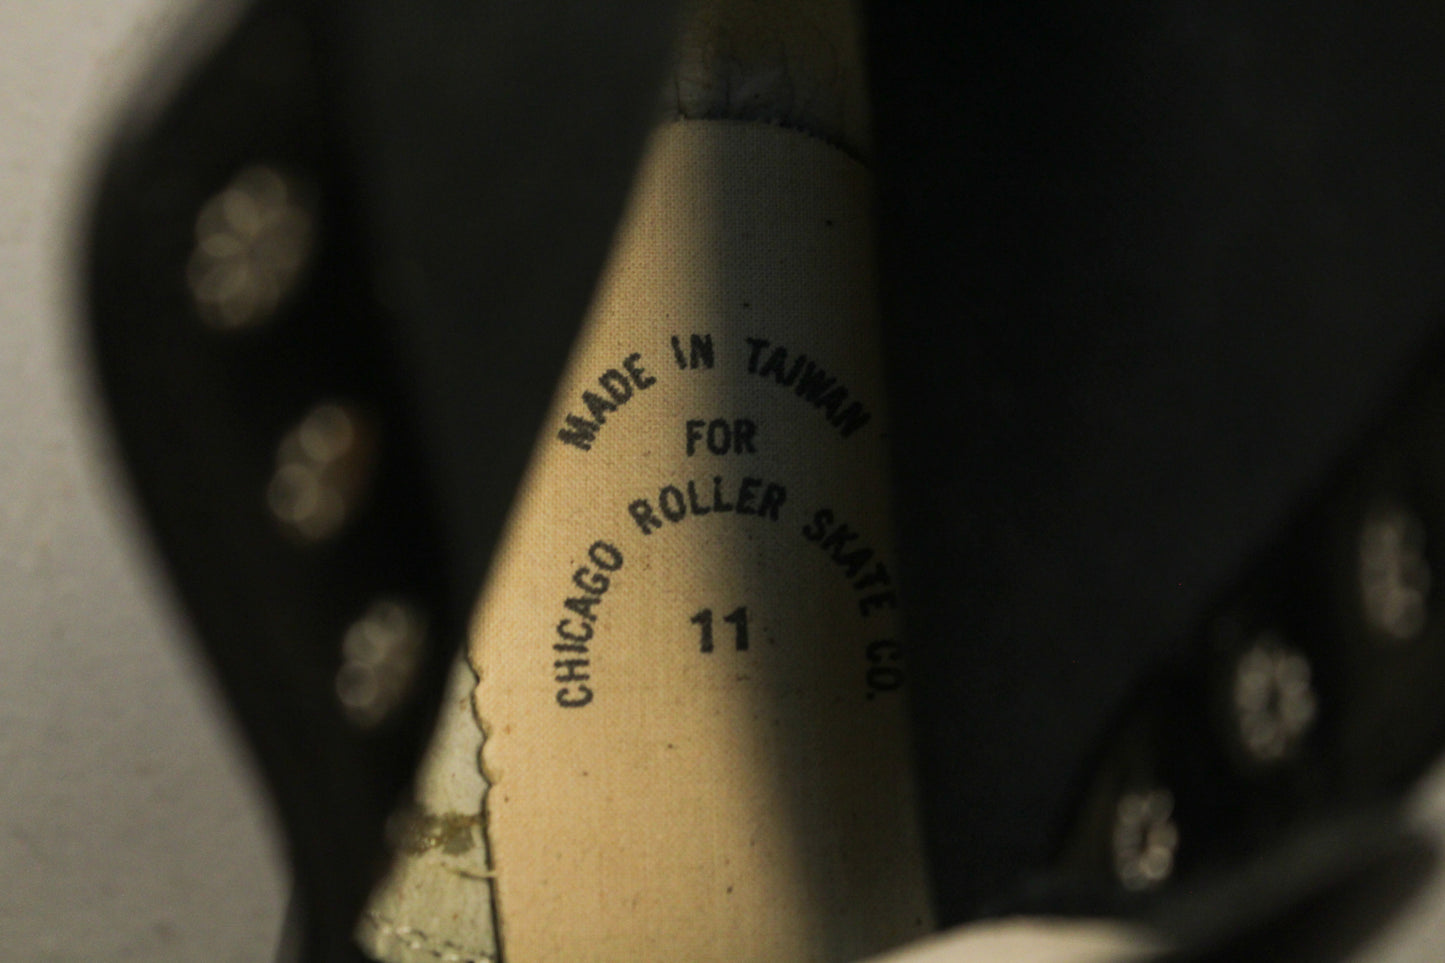 MADE IN TAIWAN
FOR
CHICAGO ROLLER SKATE CO.
11